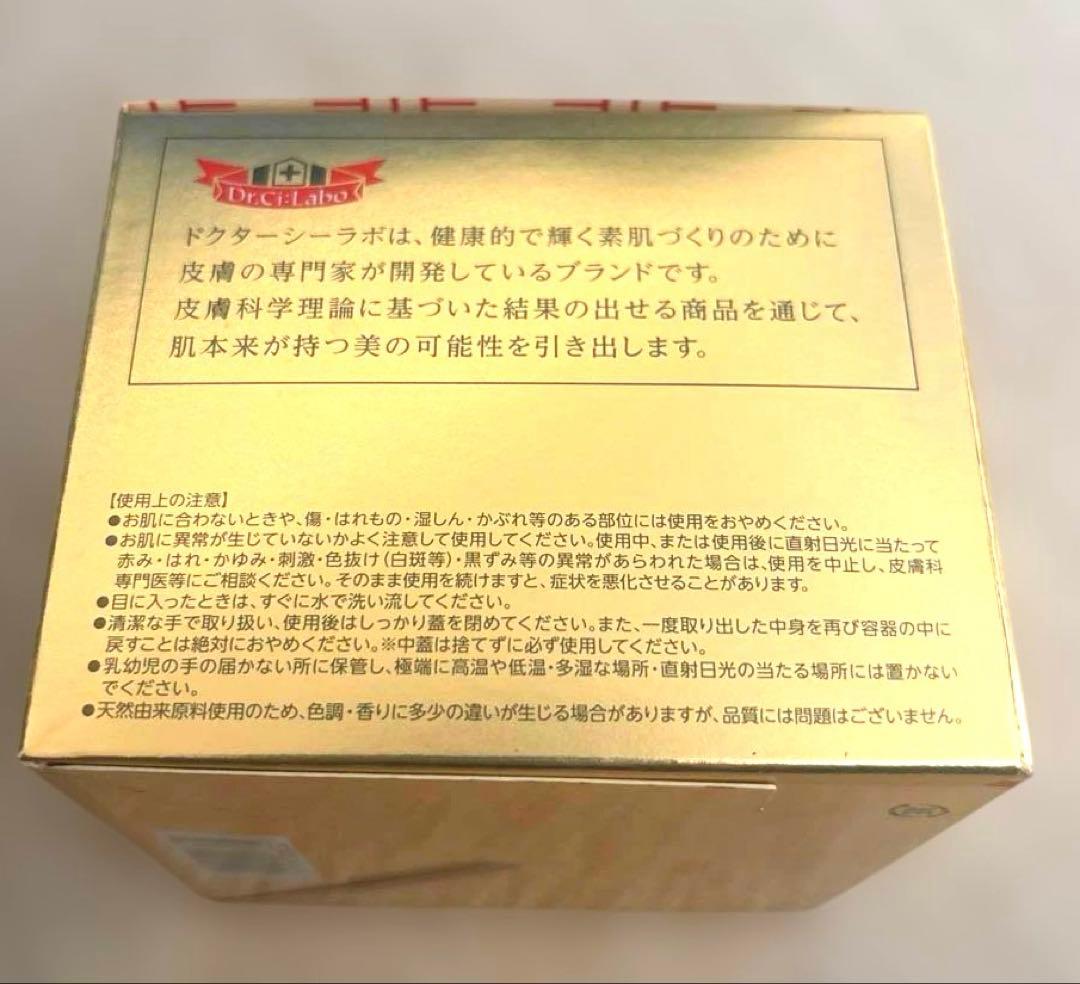 Dr.Ci:Labo
ドクターシーラボは、健康的で輝く素肌づくりのために
皮膚の専門家が開発しているブランドです。
皮膚科学理論に基づいた結果の出せる商品を通じて、
肌本来が持つ美の可能性を引き出します。
【使用上の注意】
●お肌に合わないときや、傷・はれもの・湿しん・かぶれ等のある部位には使用をおやめください。
●お肌に異常が生じていないかよく注意して使用してください。使用中、または使用後に直射日光に当たって
赤み・はれ・かゆみ・刺激・色抜け(白斑等)・黒ずみ等の異常があらわれた場合は、使用を中止し、皮膚科
専門医等にご相談ください。そのまま使用を続けますと、症状を悪化させることがあります。
●目に入ったときは、すぐに水で洗い流してください。
●清潔な手で取り扱い、使用後はしっかり蓋を閉めてください。また、一度取り出した中身を再び容器の中に
戻すことは絶対におやめください。※中蓋は捨てずに必ず使用してください。
●乳幼児の手の届かない所に保管し、極端に高温や低温・多湿な場所・直射日光の当たる場所には置かない
でください。
●天然由来原料使用のため、色調・香りに多少の違いが生じる場合がありますが、品質には問題はございません。